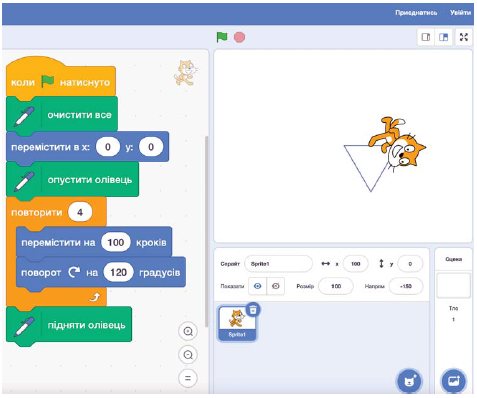 Приєднатись Увійти
коли натиснуто
очистити все
перемістити в x: 0 y: 0
опустити олівець
повторити 4
перемістити на 100 кроків
поворот на 120 градусів
підняти олівець
Спрайт Sprite1 x 100 y 0
Показати Розмір 100 Напрям -150
Sprite1
Сцена
Тло
1